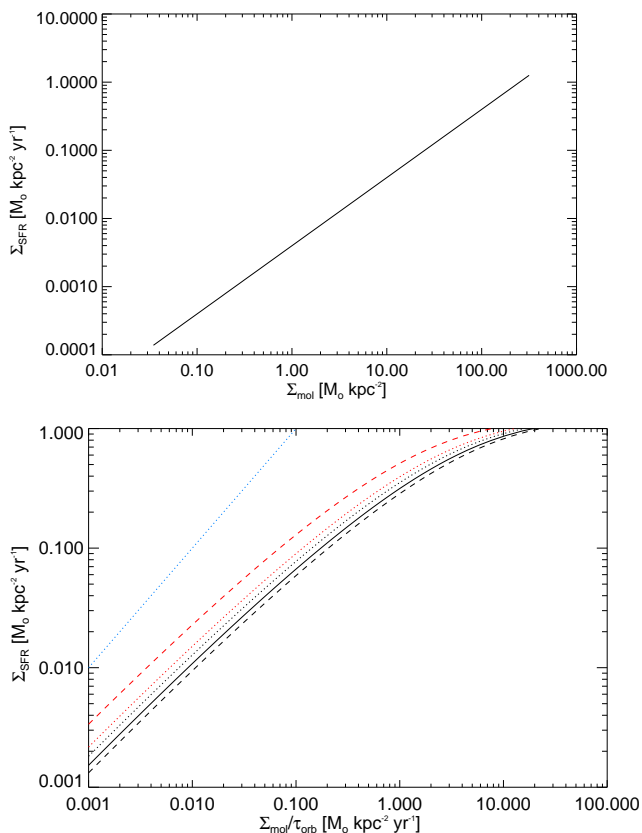 10.0000
1.0000
0.1000
0.0100
0.0010
0.0001
Σ_SFR [M_o kpc^-2 yr^-1]
0.01 0.10 1.00 10.00 100.00 1000.00
Σ_mol [M_o kpc^-2]
1.000
0.100
0.010
0.001
Σ_SFR [M_o kpc^-2 yr^-1]
0.001 0.010 0.100 1.000 10.000 100.000
Σ_mol/τ_orb [M_o kpc^-2 yr^-1]